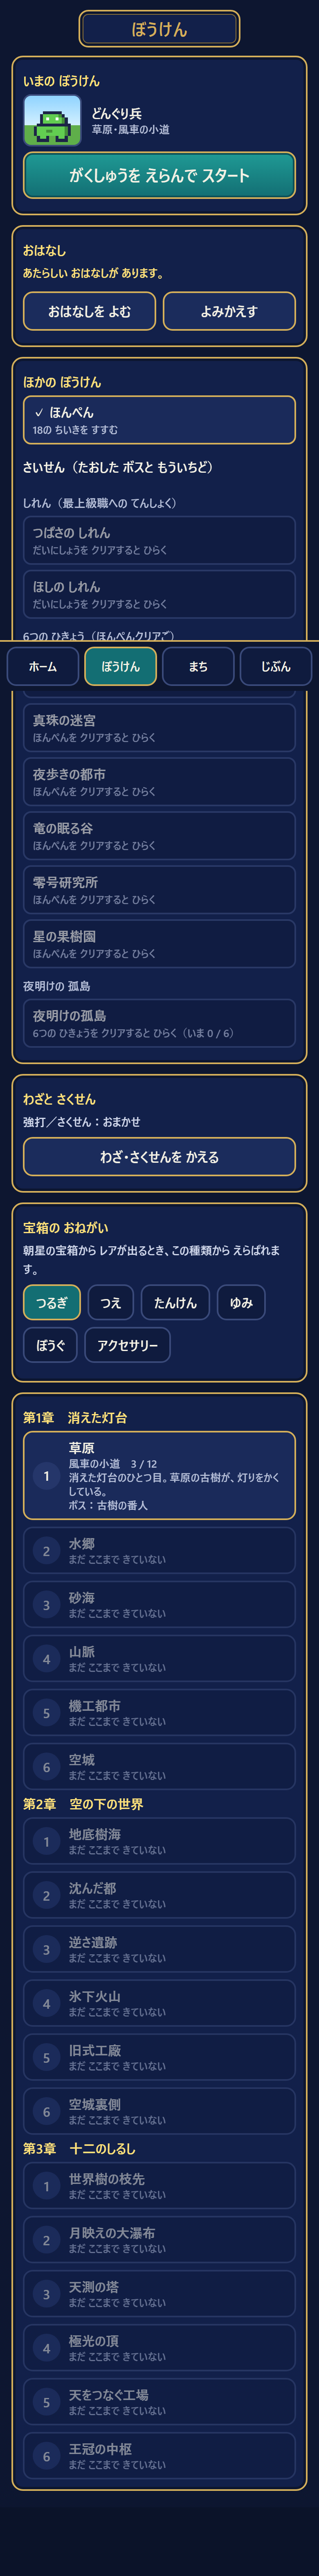 ぼうけん
いまの ぼうけん
どんぐり兵
草原・風車の小道
がくしゅうを えらんで スタート
おはなし
あたらしい おはなしが あります。
おはなしを よむ
よみかえす
ほかの ぼうけん
✓ ほんぺん
18の ちいきを すすむ
さいせん（たおした ボスと もういちど）
しれん（最上級職への てんしょく）
つばさの しれん
だいにしょうを クリアすると ひらく
ほしの しれん
だいにしょうを クリアすると ひらく
6つの ひきょう（ほんぺんクリアご）
ホーム
ぼうけん
まち
じぶん
真珠の迷宮
ほんぺんを クリアすると ひらく
夜歩きの都市
ほんぺんを クリアすると ひらく
竜の眠る谷
ほんぺんを クリアすると ひらく
零号研究所
ほんぺんを クリアすると ひらく
星の果樹園
ほんぺんを クリアすると ひらく
夜明けの 孤島
夜明けの孤島
6つの ひきょうを クリアすると ひらく（いま 0 / 6）
わざと さくせん
強打／さくせん：おまかせ
わざ・さくせんを かえる
宝箱の おねがい
朝星の宝箱から レアが出るとき、この種類から えらばれま
す。
つるぎ
つえ
たんけん
ゆみ
ぼうぐ
アクセサリー
第1章　消えた灯台
1
草原
風車の小道　3 / 12
消えた灯台のひとつ目。草原の古樹が、灯りをかく
している。
ボス：古樹の番人
2
水郷
まだ ここまで きていない
3
砂海
まだ ここまで きていない
4
山脈
まだ ここまで きていない
5
機工都市
まだ ここまで きていない
6
空城
まだ ここまで きていない
第2章　空の下の世界
1
地底樹海
まだ ここまで きていない
2
沈んだ都
まだ ここまで きていない
3
逆さ遺跡
まだ ここまで きていない
4
氷下火山
まだ ここまで きていない
5
旧式工廠
まだ ここまで きていない
6
空城裏側
まだ ここまで きていない
第3章　十二のしるし
1
世界樹の枝先
まだ ここまで きていない
2
月映えの大瀑布
まだ ここまで きていない
3
天測の塔
まだ ここまで きていない
4
極光の頂
まだ ここまで きていない
5
天をつなぐ工場
まだ ここまで きていない
6
王冠の中枢
まだ ここまで きていない